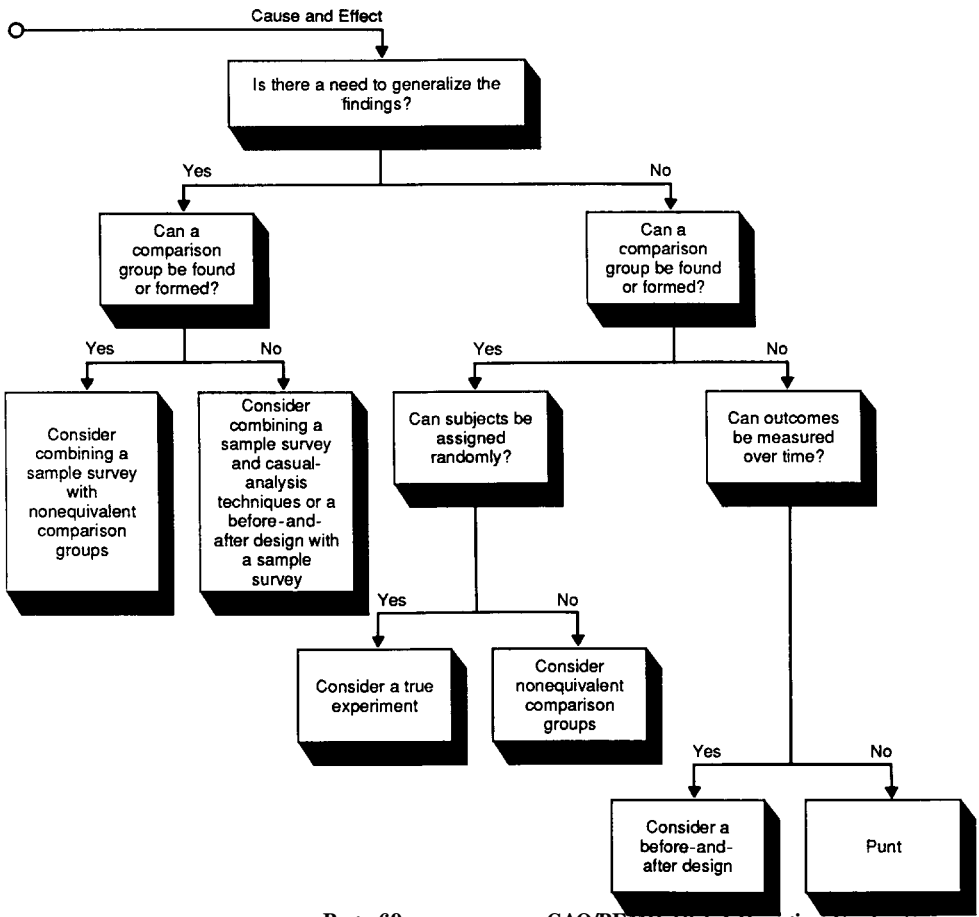 Cause and Effect
Is there a need to generalize the
findings?
Yes
No
Can a
comparison
group be found
or formed?
Can a
comparison
group be found
or formed?
Yes
No
Yes
No
Consider
combining a
sample survey
with
nonequivalent
comparison
groups
Consider
combining a
sample survey
and casual-
analysis
techniques or a
before-and-
after design with
a sample
survey
Can subjects be
assigned
randomly?
Can outcomes
be measured
over time?
Yes
No
Consider a true
experiment
Consider
nonequivalent
comparison
groups
Yes
No
Consider a
before-and-
after design
Punt